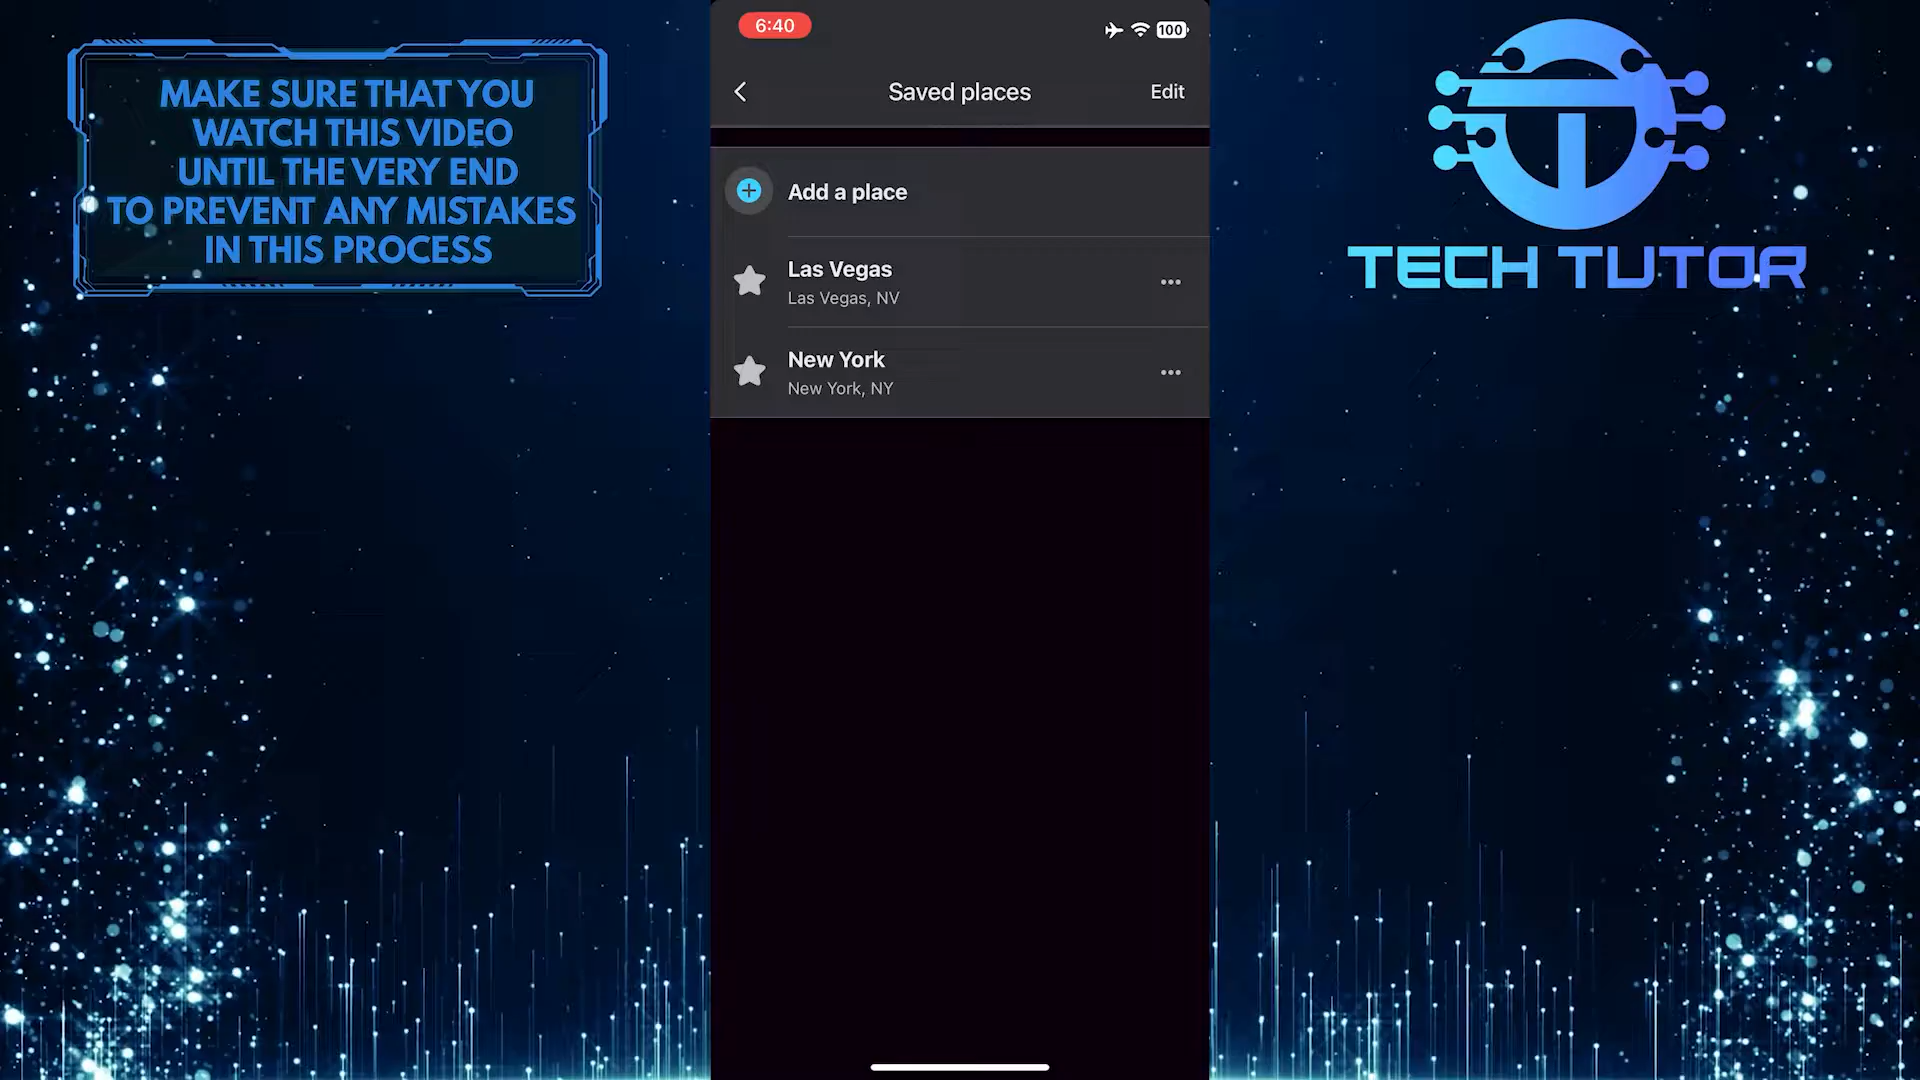 MAKE SURE THAT YOU
WATCH THIS VIDEO
UNTIL THE VERY END
TO PREVENT ANY MISTAKES
IN THIS PROCESS
6:40
100
Saved places
Edit
Add a place
Las Vegas
Las Vegas, NV
New York
New York, NY
TECH TUTOR